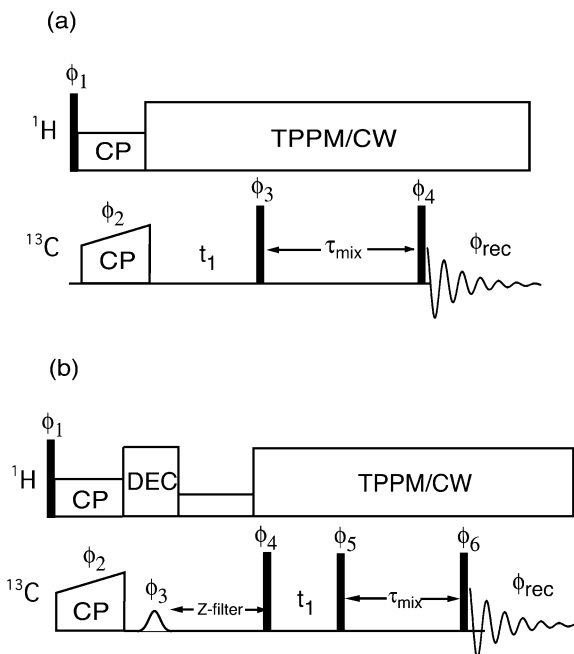 (a)
ϕ₁
¹H
CP
TPPM/CW
ϕ₂
ϕ₃
ϕ₄
¹³C
CP
t₁
τₘᵢₓ
ϕrec
(b)
ϕ₁
¹H
CP
DEC
TPPM/CW
ϕ₂
ϕ₃
ϕ₄
ϕ₅
ϕ₆
¹³C
CP
Z-filter
t₁
τₘᵢₓ
ϕrec